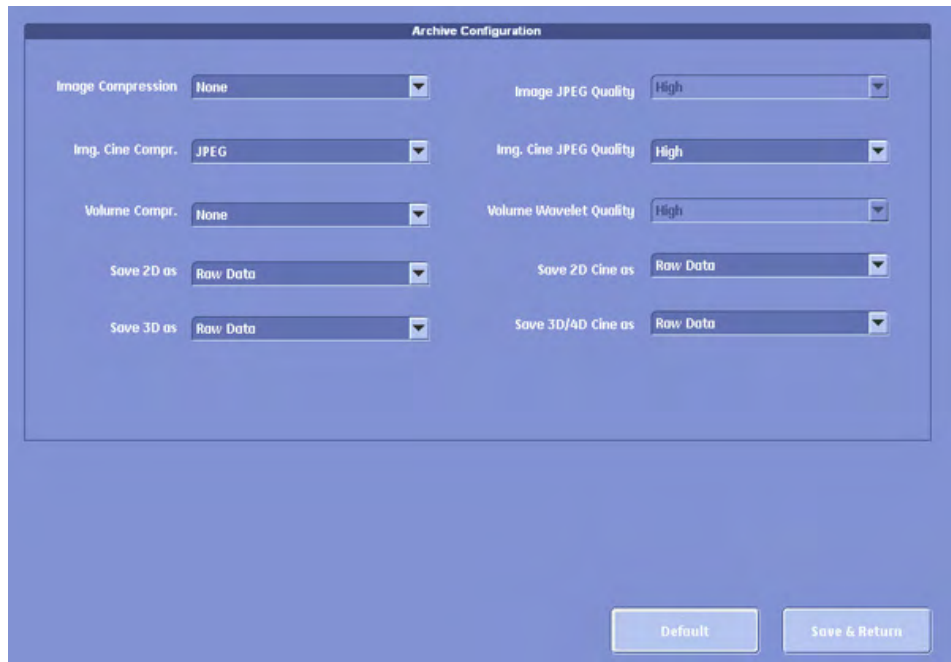 Archive Configuration
Image Compression None Image JPEG Quality High
Img. Cine Compr. JPEG Img. Cine JPEG Quality High
Volume Compr. None Volume Wavelet Quality High
Save 2D as Raw Data Save 2D Cine as Raw Data
Save 3D as Raw Data Save 3D/4D Cine as Raw Data
Default Save & Return